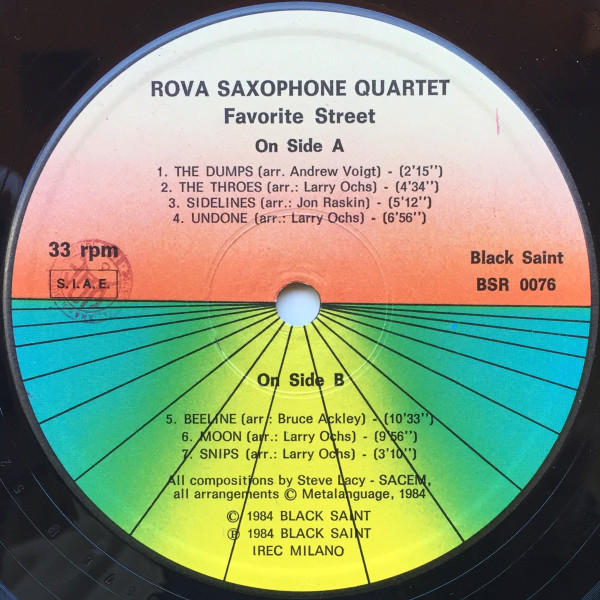 ROVA SAXOPHONE QUARTET
Favorite Street
On Side A
1. THE DUMPS (arr. Andrew Voigt) - (2'15'')
2. THE THROES (arr.: Larry Ochs) - (4'34'')
3. SIDELINES (arr.: Jon Raskin) - (5'12'')
4. UNDONE (arr.: Larry Ochs) - (6'56'')
33 rpm
S.I.A.E.
Black Saint
BSR 0076
On Side B
5. BEELINE (arr.: Bruce Ackley) - (10'33'')
6. MOON (arr.: Larry Ochs) - (9'56'')
7. SNIPS (arr.: Larry Ochs) - (3'10'')
All compositions by Steve Lacy - SACEM,
all arrangements © Metalanguage, 1984
© 1984 BLACK SAINT
℗ 1984 BLACK SAINT
IREC MILANO